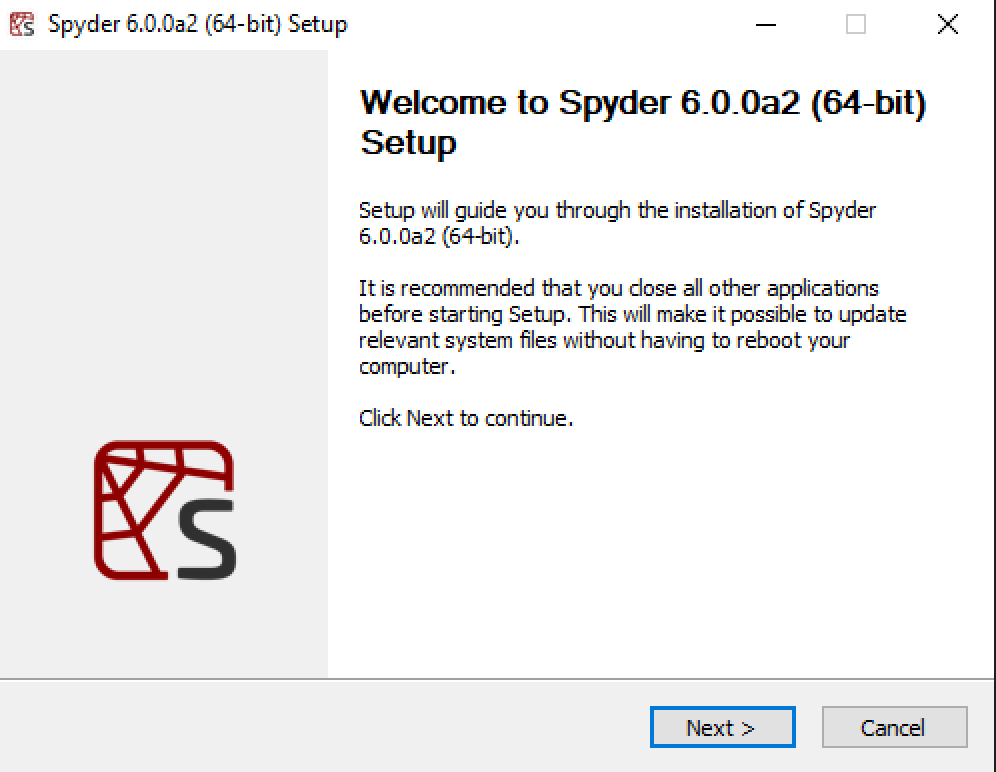 Spyder 6.0.0a2 (64-bit) Setup
Welcome to Spyder 6.0.0a2 (64-bit)
Setup
Setup will guide you through the installation of Spyder
6.0.0a2 (64-bit).
It is recommended that you close all other applications
before starting Setup. This will make it possible to update
relevant system files without having to reboot your
computer.
Click Next to continue.
S
Next >
Cancel